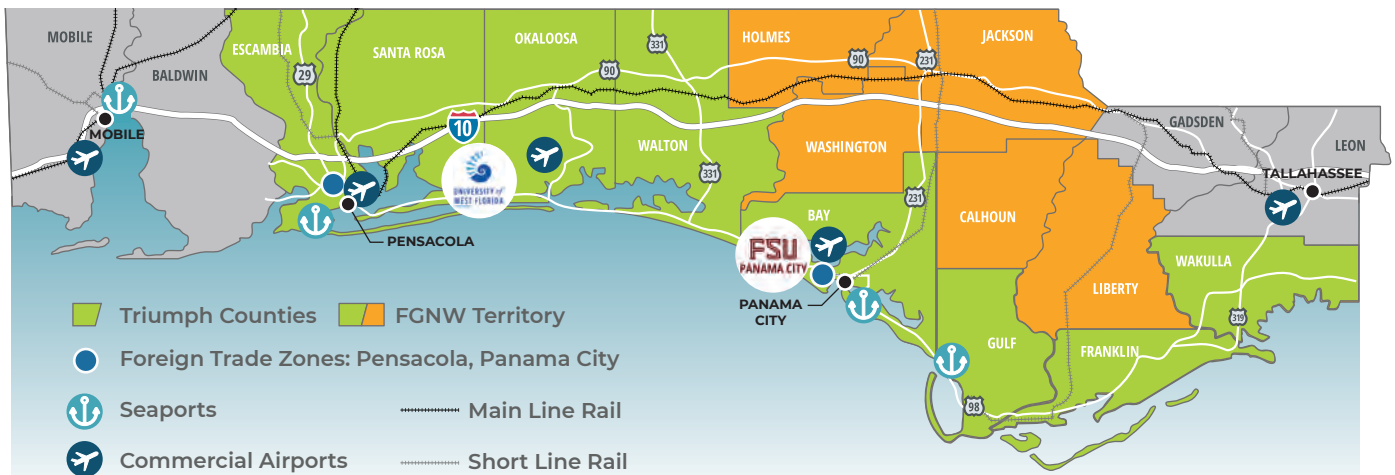 MOBILE
BALDWIN
ESCAMBIA
SANTA ROSA
OKALOOSA
HOLMES
JACKSON
29
90
331
90
231
10
MOBILE
WALTON
WASHINGTON
GADSDEN
LEON
TALLAHASSEE
UNIVERSITY of
WEST FLORIDA
331
231
BAY
CALHOUN
PENSACOLA
FSU
PANAMA CITY
WAKULLA
LIBERTY
PANAMA
CITY
319
GULF
FRANKLIN
98
Triumph Counties
FGNW Territory
Foreign Trade Zones: Pensacola, Panama City
Seaports
Main Line Rail
Commercial Airports
Short Line Rail